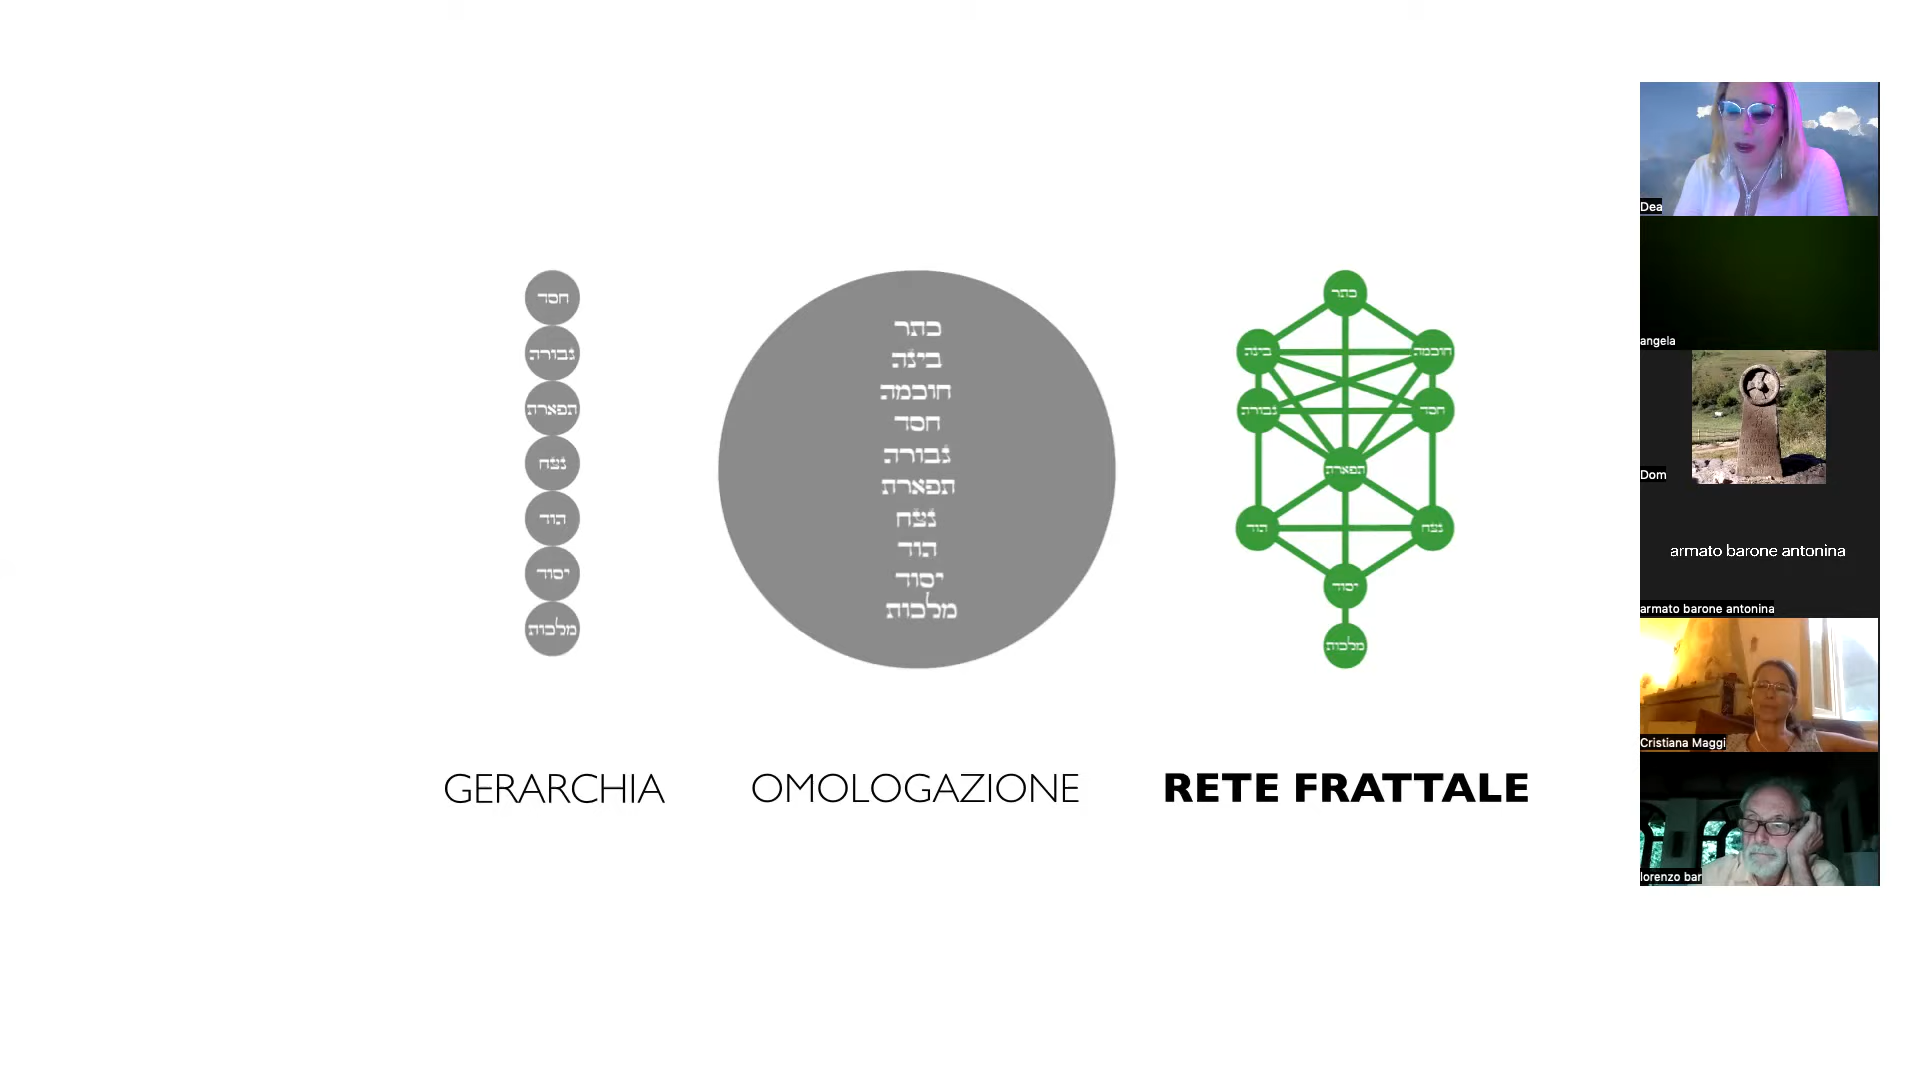 חסד
גבורה
תפארת
נצח
הוד
יסוד
מלכות
GERARCHIA
כתר
בינה
חוכמה
חסד
גבורה
תפארת
נצח
הוד
יסוד
מלכות
OMOLOGAZIONE
כתר
בינה
חוכמה
גבורה
חסד
תפארת
הוד
נצח
יסוד
מלכות
RETE FRATTALE
Dea
angela
Dom
armato barone antonina
armato barone antonina
Cristiana Maggi
lorenzo bar